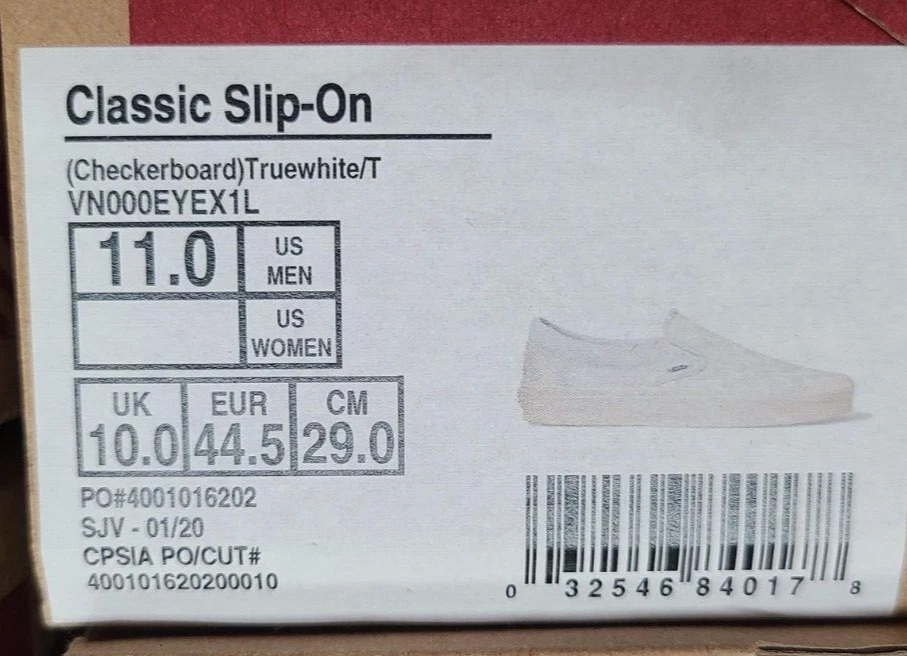 Classic Slip-On
(Checkerboard)Truewhite/T
VN000EYEX1L
11.0 US MEN
US WOMEN
UK EUR CM
10.0 44.5 29.0
PO#4001016202
SJV - 01/20
CPSIA PO/CUT#
400101620200010
0 32546 84017 8